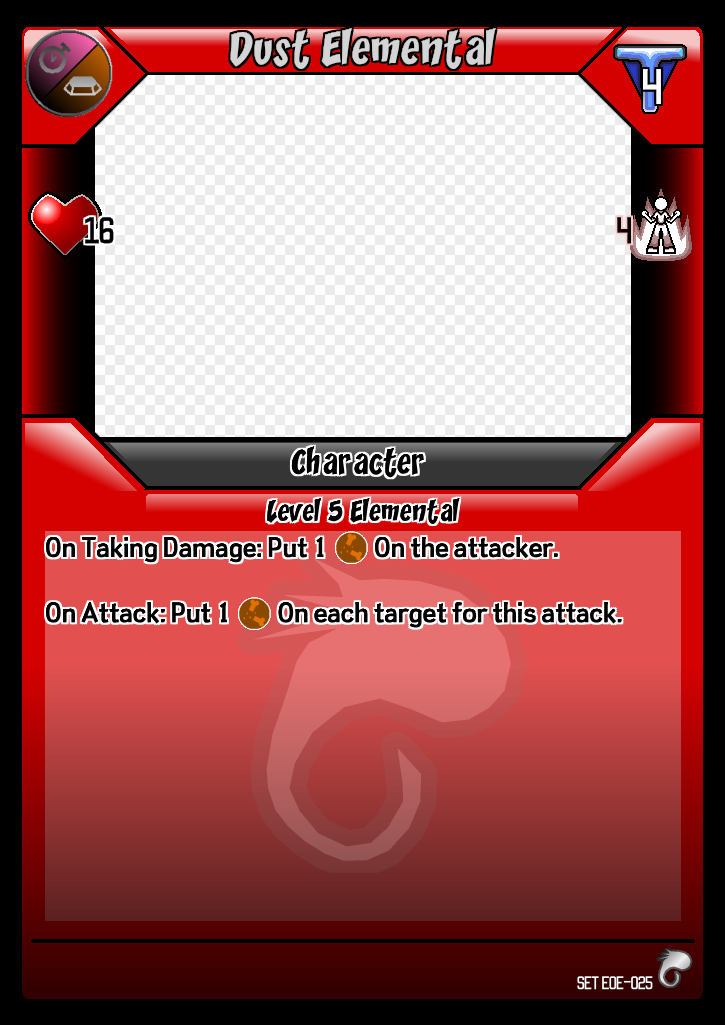 Dust Elemental
4
16
4
Character
Level 5 Elemental
On Taking Damage: Put 1 On the attacker.
On Attack: Put 1 On each target for this attack.
SET EOE-025